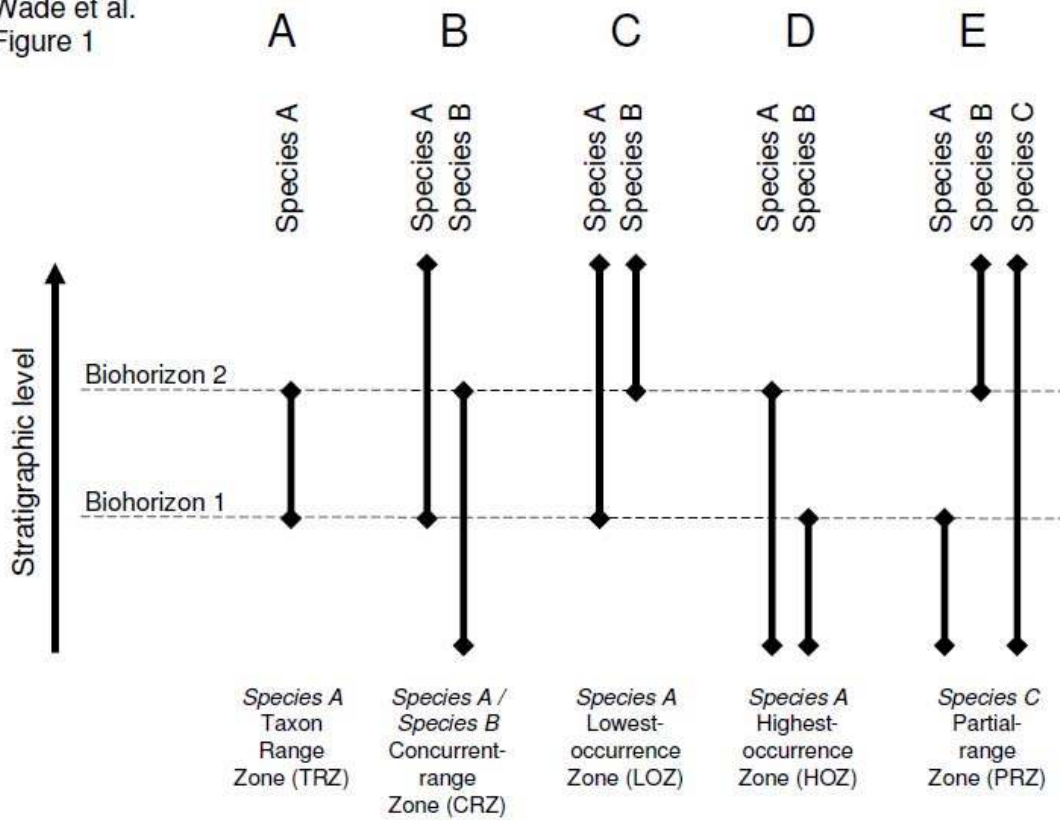 Wade et al.
Figure 1
A
B
C
D
E
Species A
Species A
Species B
Species A
Species B
Species A
Species B
Species A
Species B
Species C
Stratigraphic level
Biohorizon 2
Biohorizon 1
Species A
Taxon
Range
Zone (TRZ)
Species A /
Species B
Concurrent-
range
Zone (CRZ)
Species A
Lowest-
occurrence
Zone (LOZ)
Species A
Highest-
occurrence
Zone (HOZ)
Species C
Partial-
range
Zone (PRZ)